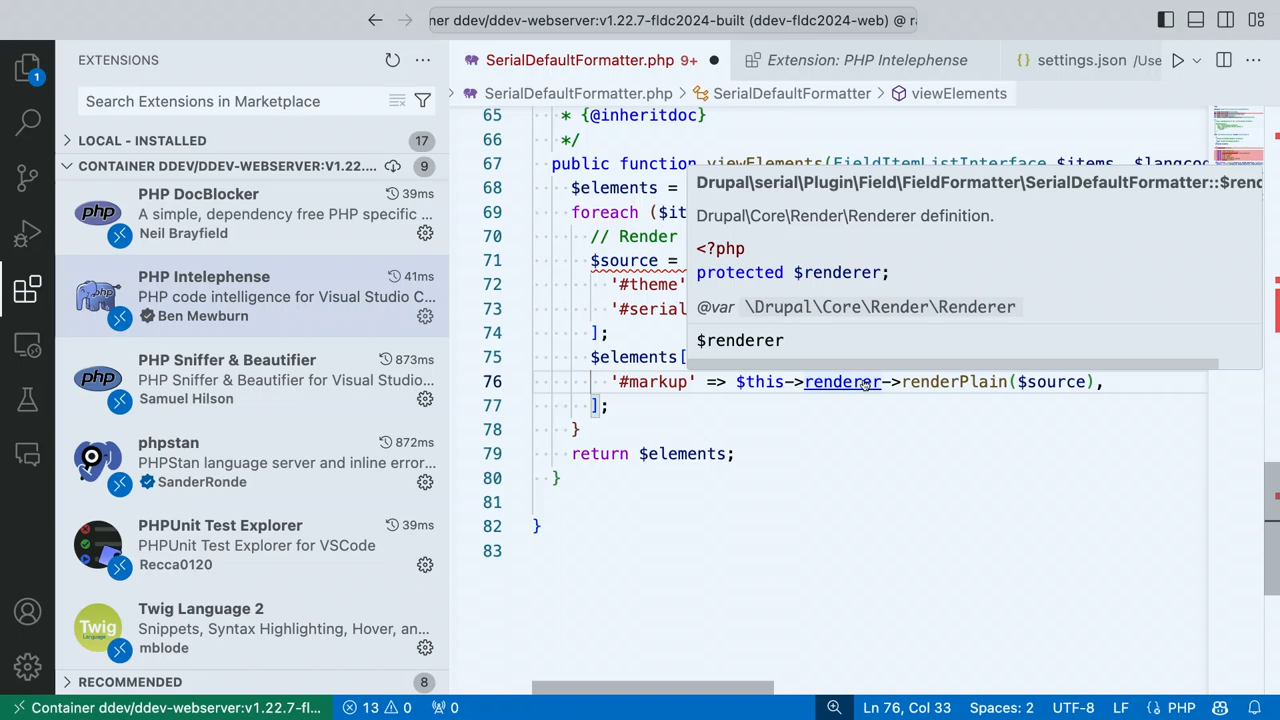 ner ddev/ddev-webserver:v1.22.7-fldc2024-built (ddev-fldc2024-web) @ ra
EXTENSIONS
Search Extensions in Marketplace
LOCAL - INSTALLED 17
CONTAINER DDEV/DDEV-WEBSERVER:V1.22.... 9
PHP DocBlocker 39ms
A simple, dependency free PHP specific ...
Neil Brayfield
PHP Intelephense 41ms
PHP code intelligence for Visual Studio C...
Ben Mewburn
PHP Sniffer & Beautifier 873ms
PHP Sniffer & Beautifier for Visual Studio...
Samuel Hilson
phpstan 872ms
PHPStan language server and inline error...
SanderRonde
PHPUnit Test Explorer 39ms
PHPUnit Test Explorer for VSCode
Recca0120
Twig Language 2
Snippets, Syntax Highlighting, Hover, an...
mblode
RECOMMENDED 8
SerialDefaultFormatter.php 9+ Extension: PHP Intelephense settings.json /Use
SerialDefaultFormatter.php SerialDefaultFormatter viewElements
65 * {@inheritdoc}
66 */
67 public function viewElements(FieldItemListInterface $items, $langco
68 $elements =
69 foreach ($it
70 // Render
71 $source =
72 '#theme'
73 '#serial
74 ];
75 $elements[
76 '#markup' => $this->renderer->renderPlain($source),
77 ];
78 }
79 return $elements;
80 }
81
82 }
83
Drupal\serial\Plugin\Field\FieldFormatter\SerialDefaultFormatter::$rend
Drupal\Core\Render\Renderer definition.
<?php
protected $renderer;
@var \Drupal\Core\Render\Renderer
$renderer
1
php
php
Twig
Language
Container ddev/ddev-webserver:v1.22.7-fl... 13 0 0 Ln 76, Col 33 Spaces: 2 UTF-8 LF {} PHP